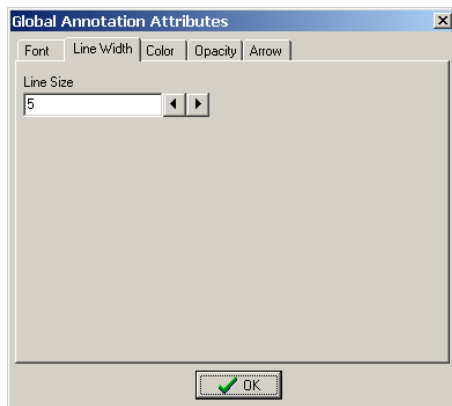 Global Annotation Attributes
Font Line Width Color Opacity Arrow
Line Size
5
OK